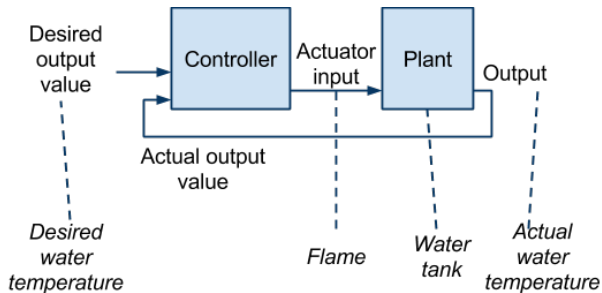 Desired
output
value
Controller
Actuator
input
Plant
Output
Actual output
value
Desired
water
temperature
Flame
Water
tank
Actual
water
temperature